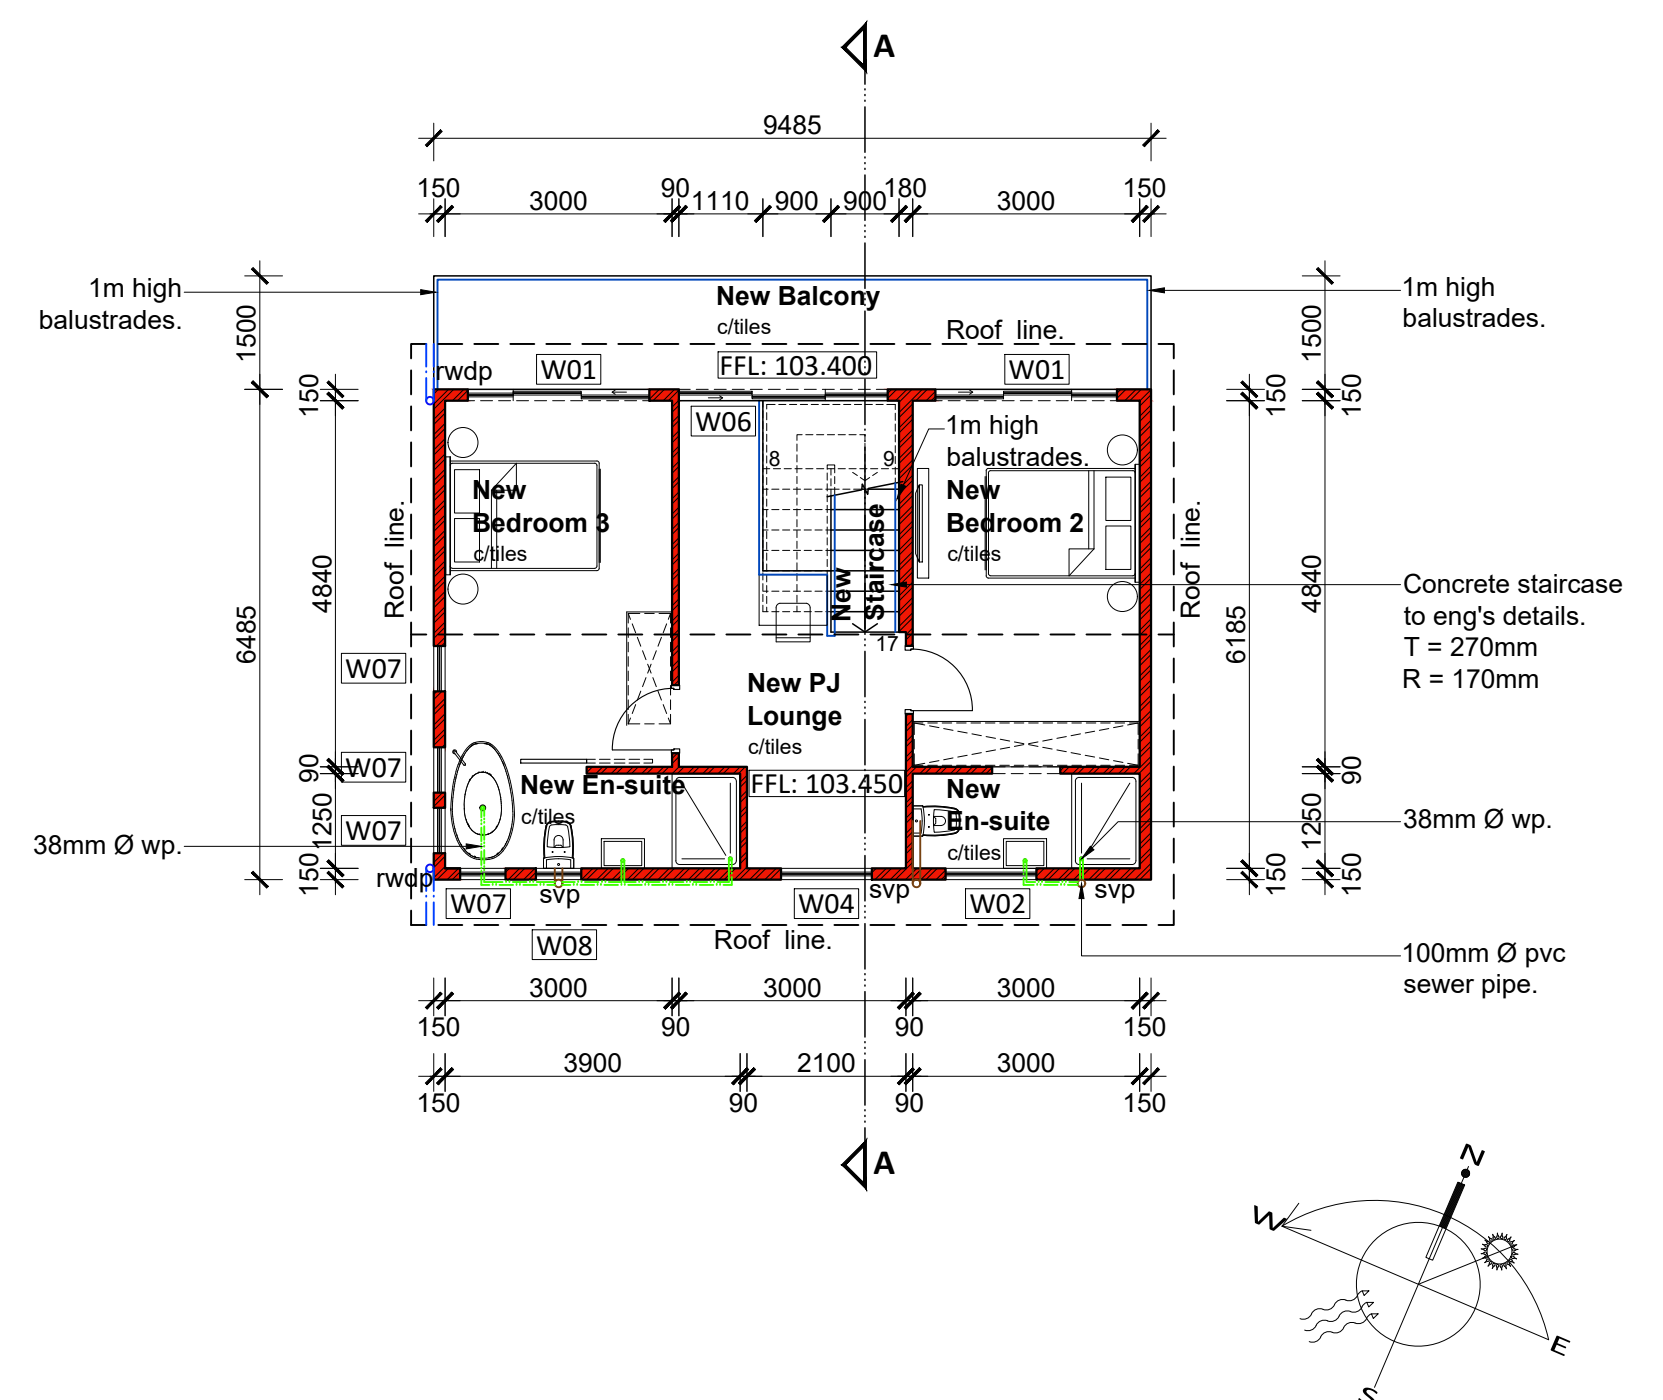 A
9485
150
90
180
150
3000
1110
900
900
3000
1m high
balustrades.
1m high
balustrades.
New Balcony
c/tiles
Roof line.
1500
1500
rwdp
W01
FFL: 103.400
W01
W06
150
150
150
1m high
balustrades.
8
9
New
Bedroom 3
c/tiles
New
Bedroom 2
c/tiles
New
Staircase
Roof line.
Roof line.
6485
4840
6185
4840
Concrete staircase
to eng's details.
T = 270mm
R = 170mm
17
W07
New PJ
Lounge
c/tiles
W07
90
90
New En-suite
c/tiles
FFL: 103.450
New
En-suite
c/tiles
W07
1250
1250
38mm Ø wp.
38mm Ø wp.
150
150
150
rwdp
W07
svp
W04
svp
W02
svp
W08
Roof line.
100mm Ø pvc
sewer pipe.
3000
3000
3000
150
90
90
150
3900
2100
3000
150
90
90
150
A
N
W
E
S